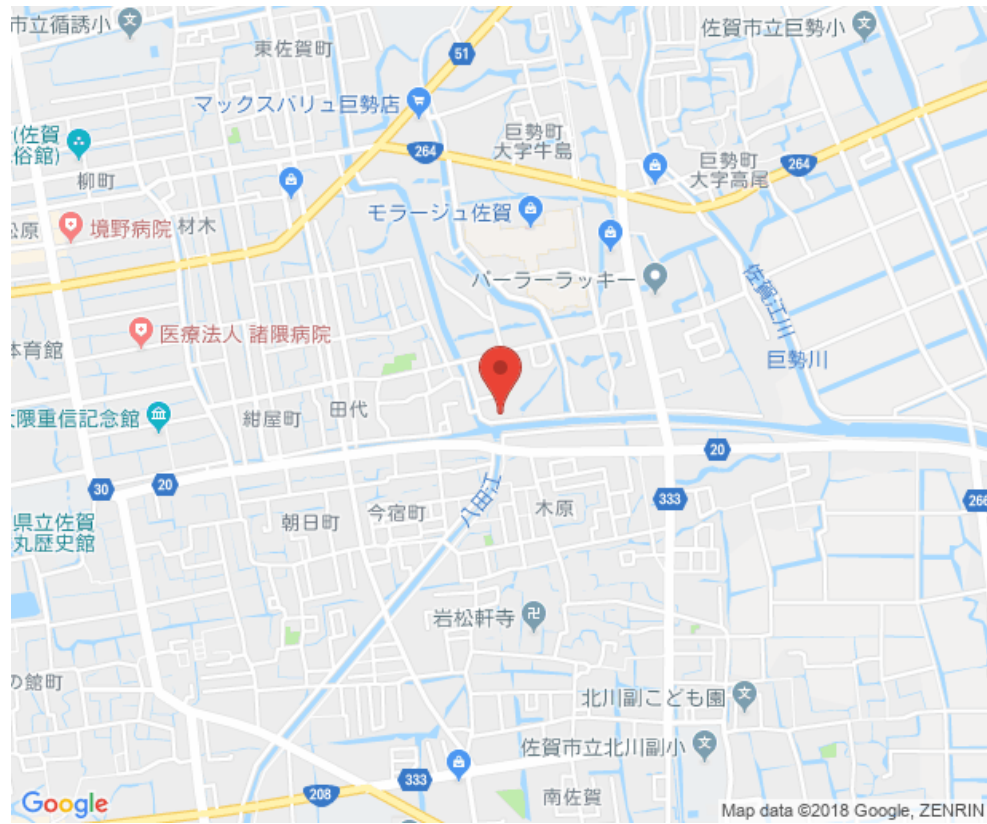 市立循誘小
東佐賀町
51
佐賀市立巨勢小
マックスバリュ巨勢店
(佐賀
俗館)
264
巨勢町
大字牛島
巨勢町
大字高尾
264
柳町
モラージュ佐賀
境野病院
材木
パーラーラッキー
佐賀江川
巨勢川
医療法人 諸隈病院
体育館
隈重信記念館
紺屋町
田代
20
30
20
333
266
八田江
県立佐賀
丸歴史館
朝日町
今宿町
木原
岩松軒寺
の館町
北川副こども園
佐賀市立北川副小
333
208
南佐賀
Google
Map data ©2018 Google, ZENRIN